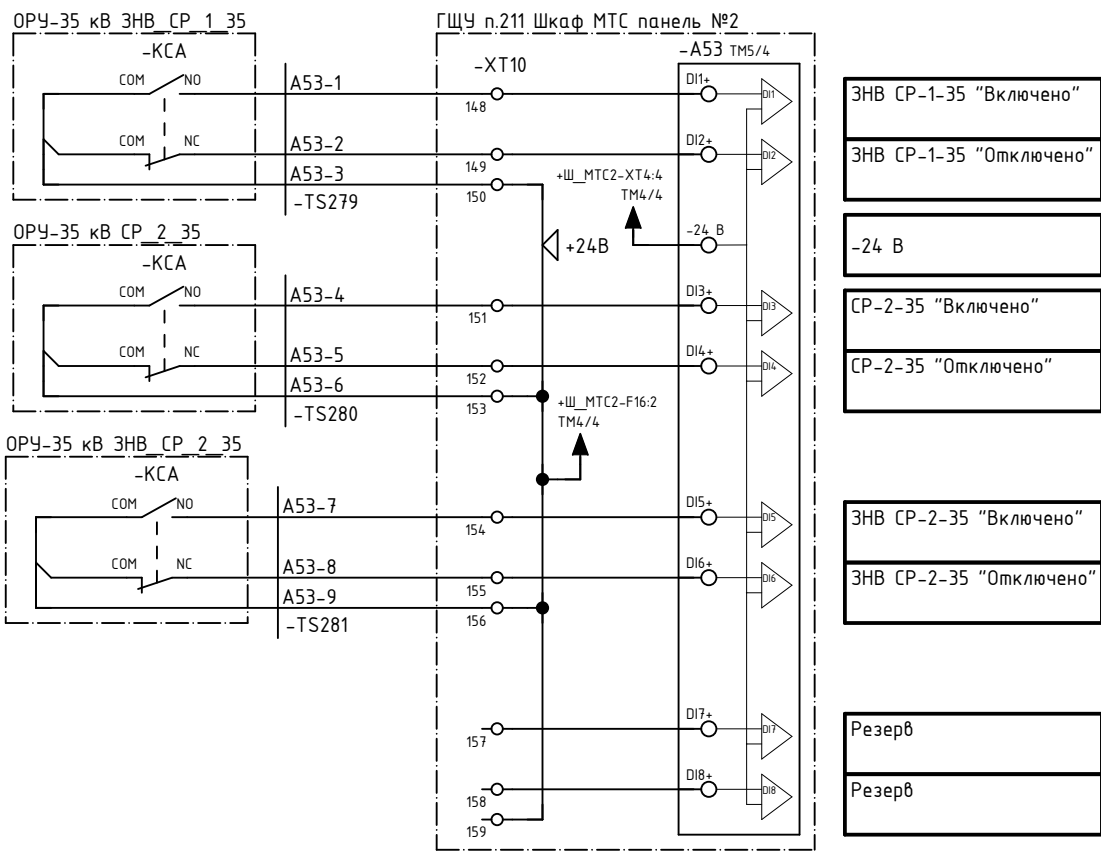 ОРУ-35 кВ ЗНВ_СР_1_35
ГЩУ п.211 Шкаф МТС панель №2
-КСА
-XT10
-A53 TM5/4
COM NO
A53-1
148
DI1+
DI1
ЗНВ СР-1-35 "Включено"
COM NC
A53-2
149
DI2+
DI2
ЗНВ СР-1-35 "Отключено"
A53-3
150
-TS279
+Ш_МТС2-XT4:4
TM4/4
ОРУ-35 кВ СР_2_35
+24В
-24 В
-24 В
-КСА
COM NO
A53-4
151
DI3+
DI3
СР-2-35 "Включено"
COM NC
A53-5
152
DI4+
DI4
СР-2-35 "Отключено"
A53-6
153
-TS280
+Ш_МТС2-F16:2
TM4/4
ОРУ-35 кВ ЗНВ_СР_2_35
-КСА
COM NO
A53-7
154
DI5+
DI5
ЗНВ СР-2-35 "Включено"
COM NC
A53-8
155
DI6+
DI6
ЗНВ СР-2-35 "Отключено"
A53-9
156
-TS281
157
DI7+
DI7
Резерв
158
DI8+
DI8
Резерв
159